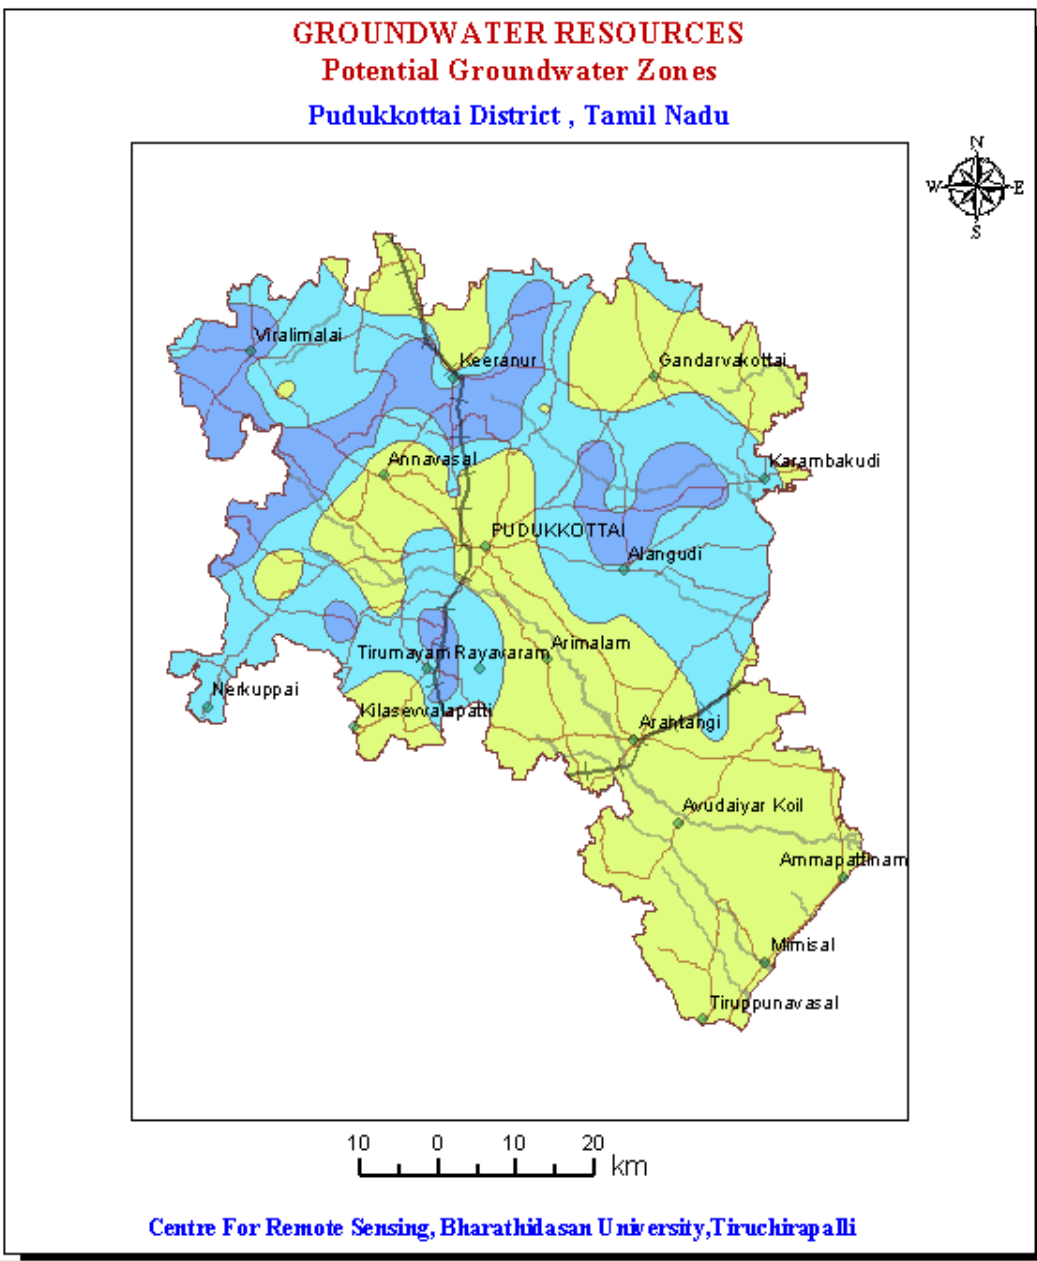 GROUNDWATER RESOURCES
Potential Groundwater Zones
Pudukkottai District , Tamil Nadu
N
W E
S
Viralimalai
Keeranur
Gandarvakottai
Annavasal
Karambakudi
PUDUKKOTTAI
Alangudi
Arimalam
Tirumayam Rayavaram
Nerkuppai
Kilasevvalapatti
Arantangi
Avudaiyar Koil
Ammapattinam
Mimisal
Tiruppunavasal
10 0 10 20
km
Centre For Remote Sensing, Bharathidasan University,Tiruchirapalli